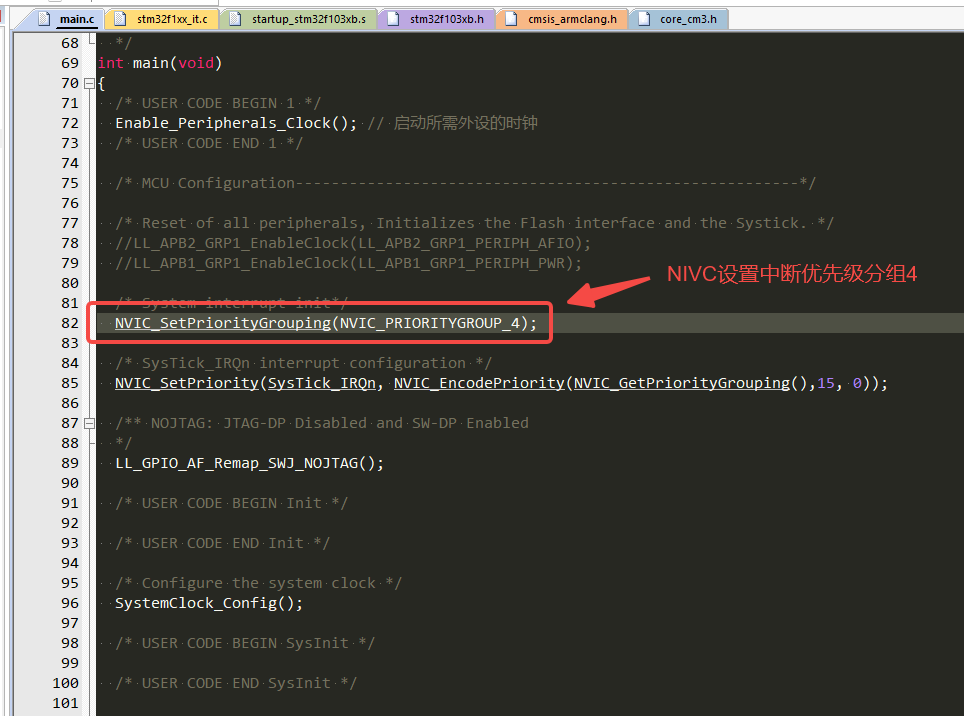 main.c stm32f1xx_it.c startup_stm32f103xb.s stm32f103xb.h cmsis_armclang.h core_cm3.h
68 */
69 int main(void)
70 {
71 /* USER CODE BEGIN 1 */
72 Enable_Peripherals_Clock(); // 启动所需外设的时钟
73 /* USER CODE END 1 */
74
75 /* MCU Configuration--------------------------------------------------------*/
76
77 /* Reset of all peripherals, Initializes the Flash interface and the Systick. */
78 //LL_APB2_GRP1_EnableClock(LL_APB2_GRP1_PERIPH_AFIO);
79 //LL_APB1_GRP1_EnableClock(LL_APB1_GRP1_PERIPH_PWR);
NIVC设置中断优先级分组4
80
81 /* System interrupt init*/
82 NVIC_SetPriorityGrouping(NVIC_PRIORITYGROUP_4);
83
84 /* SysTick_IRQn interrupt configuration */
85 NVIC_SetPriority(SysTick_IRQn, NVIC_EncodePriority(NVIC_GetPriorityGrouping(),15, 0));
86
87 /** NOJTAG: JTAG-DP Disabled and SW-DP Enabled
88 */
89 LL_GPIO_AF_Remap_SWJ_NOJTAG();
90
91 /* USER CODE BEGIN Init */
92
93 /* USER CODE END Init */
94
95 /* Configure the system clock */
96 SystemClock_Config();
97
98 /* USER CODE BEGIN SysInit */
99
100 /* USER CODE END SysInit */
101